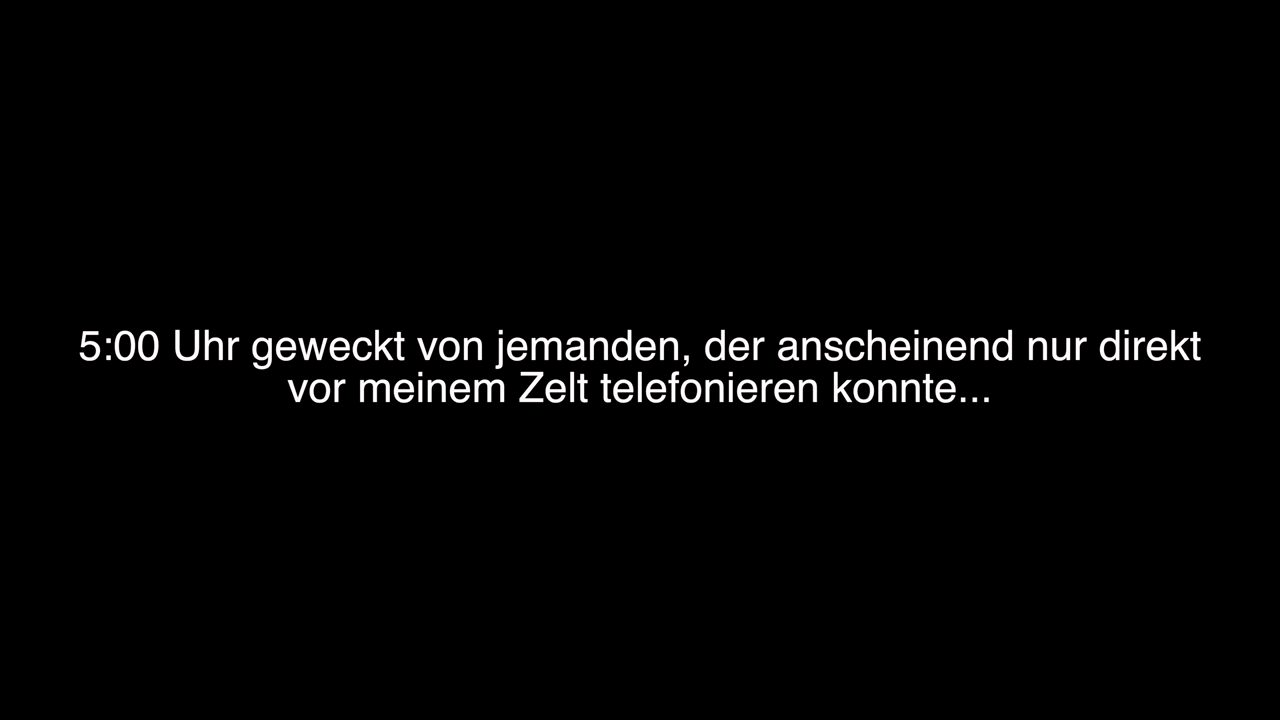 5:00 Uhr geweckt von jemanden, der anscheinend nur direkt
vor meinem Zelt telefonieren konnte...